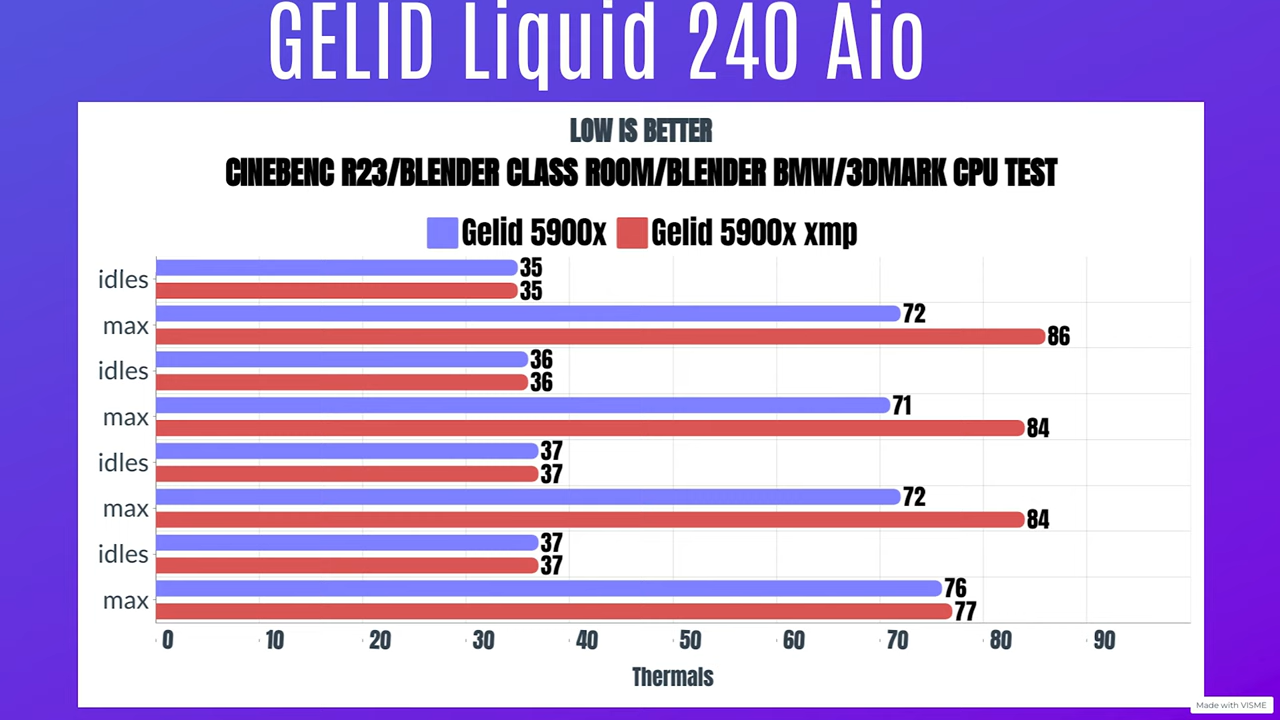 GELID Liquid 240 Aio
LOW IS BETTER
CINEBENC R23/BLENDER CLASS ROOM/BLENDER BMW/3DMARK CPU TEST
Gelid 5900x Gelid 5900x xmp
idles 35
35
max 72
86
idles 36
36
max 71
84
idles 37
37
max 72
84
idles 37
37
max 76
77
0 10 20 30 40 50 60 70 80 90
Thermals
Made with VISME